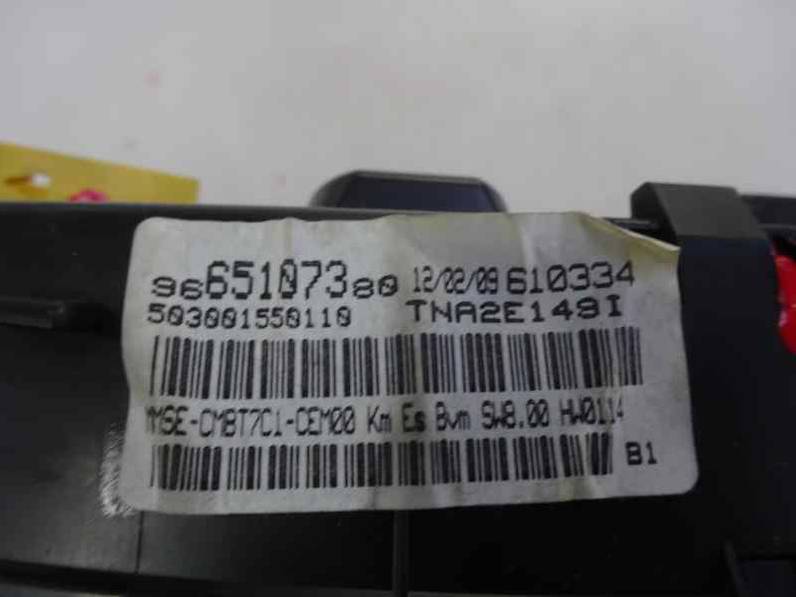 9665107380 12/02/09 610334
503001550110 TNA2E149I
MMSE-CMBT7C1-CEM00 Km Es Bvm SW8.00 HW0114
B1